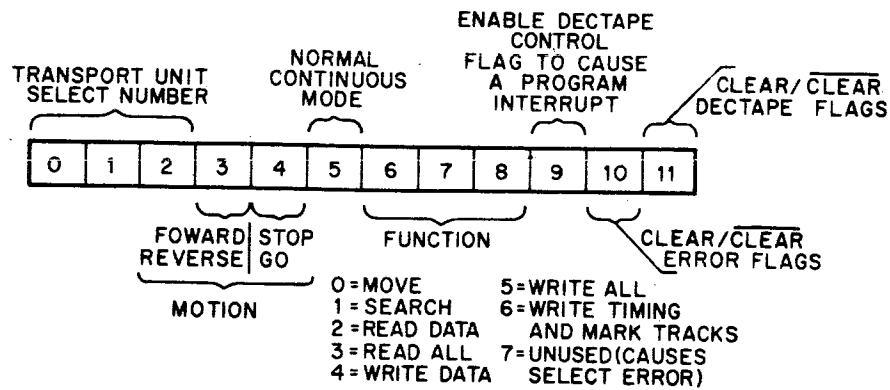 ENABLE DECTAPE
CONTROL
FLAG TO CAUSE
A PROGRAM
INTERRUPT
NORMAL
CONTINUOUS
MODE
TRANSPORT UNIT
SELECT NUMBER
CLEAR/CLEAR
DECTAPE FLAGS
0 1 2 3 4 5 6 7 8 9 10 11
FOWARD STOP
REVERSE GO
MOTION
FUNCTION
CLEAR/CLEAR
ERROR FLAGS
0=MOVE
1=SEARCH
2=READ DATA
3=READ ALL
4=WRITE DATA
5=WRITE ALL
6=WRITE TIMING
AND MARK TRACKS
7=UNUSED(CAUSES
SELECT ERROR)